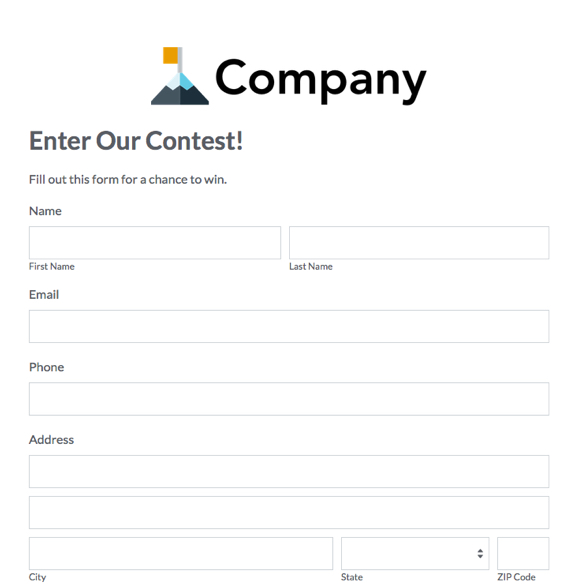 Company
Enter Our Contest!
Fill out this form for a chance to win.
Name
First Name Last Name
Email
Phone
Address
City State ZIP Code